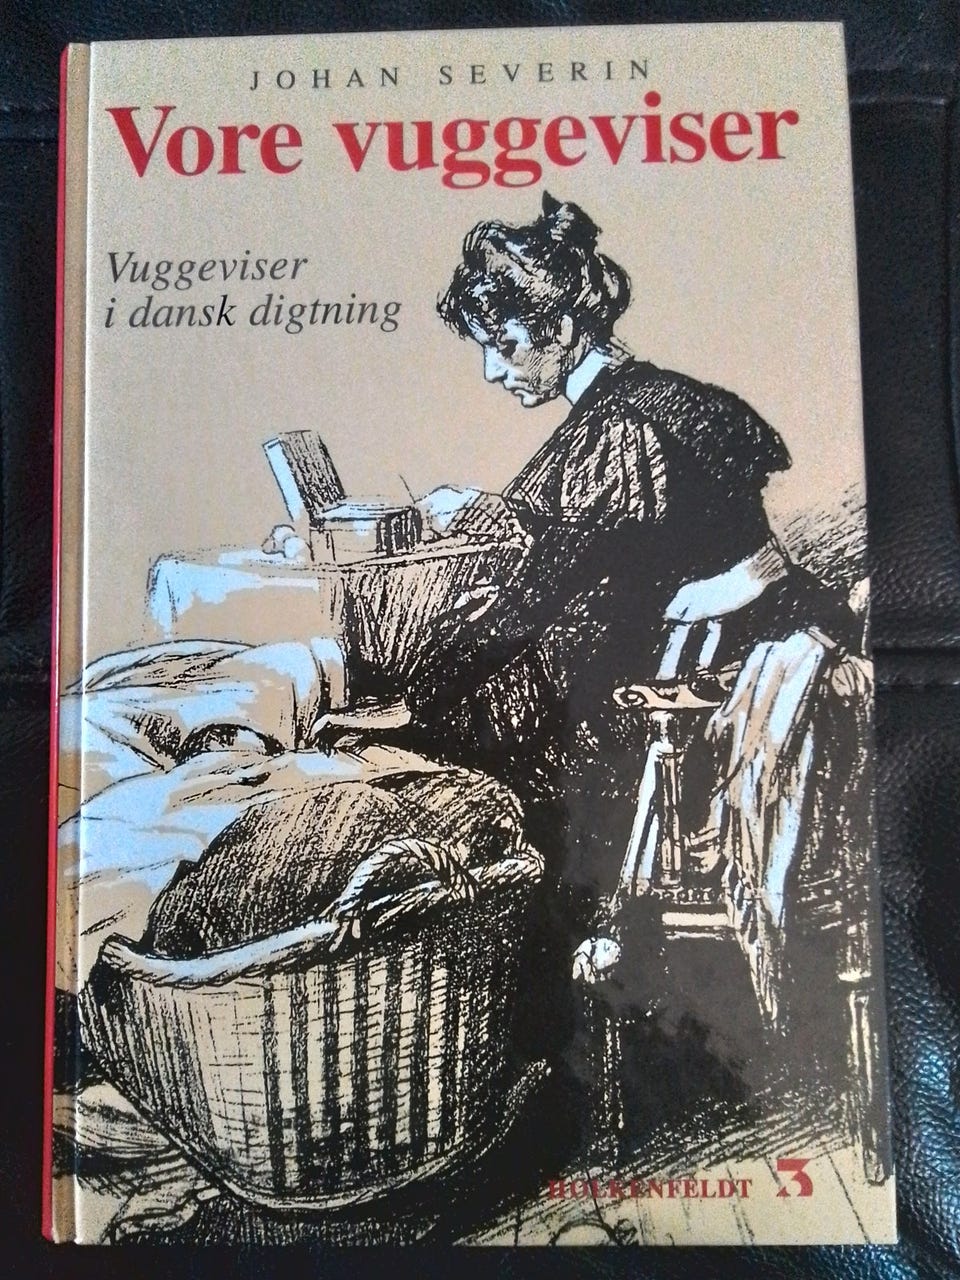 JOHAN SEVERIN
Vore vuggeviser
Vuggeviser
i dansk digtning
HOLKENFELDT 3